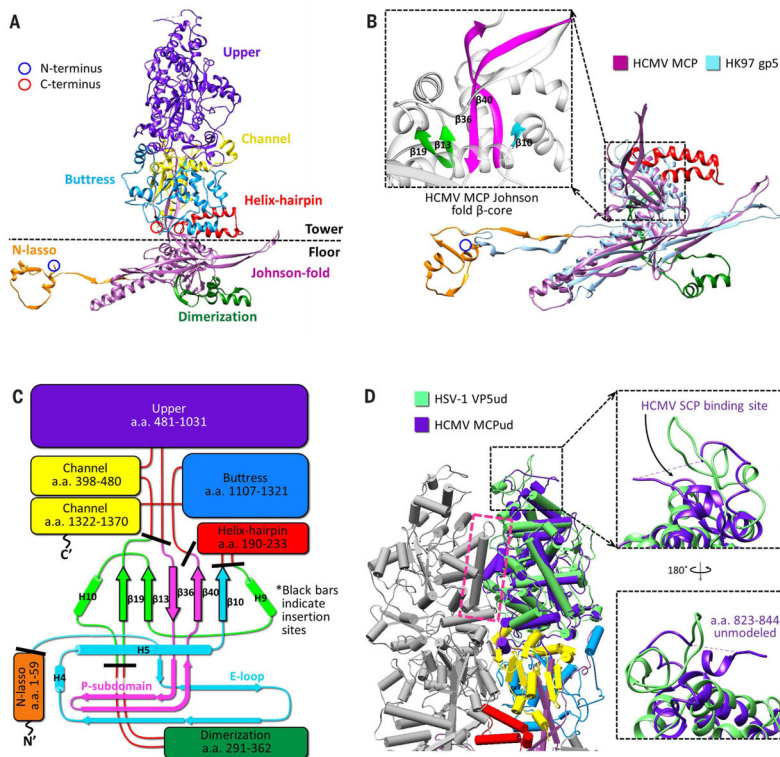 A
N-terminus
C-terminus
Upper
Channel
Buttress
Helix-hairpin
Tower
Floor
N-lasso
Johnson-fold
Dimerization
B
HCMV MCP
HK97 gp5
β40
β36
β13
β19
β10
HCMV MCP Johnson
fold β-core
C
Upper
a.a. 481-1031
Channel
a.a. 398-480
Buttress
a.a. 1107-1321
Channel
a.a. 1322-1370
C'
Helix-hairpin
a.a. 190-233
H10
β19
β13
β36
β40
β10
H9
*Black bars
indicate
insertion
sites
H5
N-lasso
a.a. 1-59
N'
H4
P-subdomain
E-loop
Dimerization
a.a. 291-362
D
HSV-1 VP5ud
HCMV MCPud
HCMV SCP binding site
180°
a.a. 823-844
unmodeled